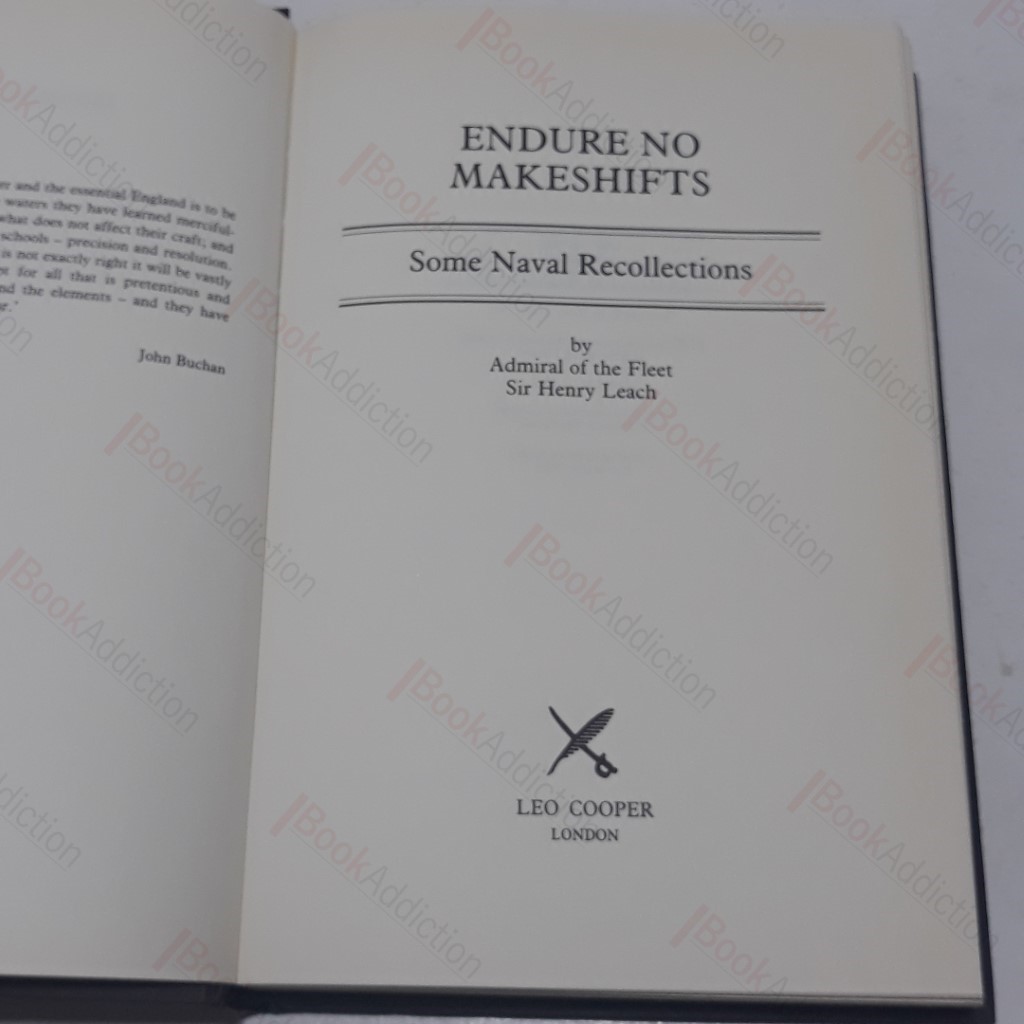 er and the essential England is to be
waters they have learned merciful-
what does not affect their craft; and
schools – precision and resolution.
is not exactly right it will be vastly
for all that is pretentious and
nd the elements – and they have
e.'
John Buchan
ENDURE NO
MAKESHIFTS
Some Naval Recollections
by
Admiral of the Fleet
Sir Henry Leach
LEO COOPER
LONDON
BookAddiction